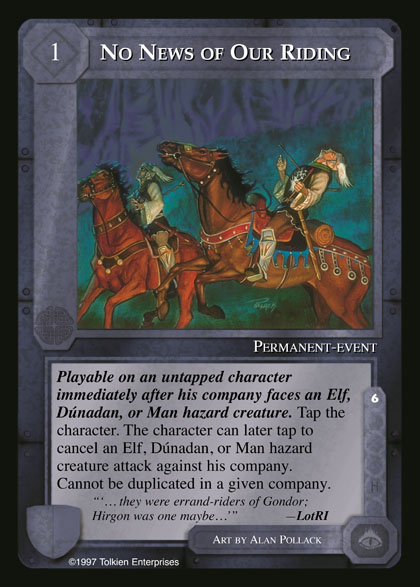 1
No News of Our Riding
Permanent-event
Playable on an untapped character
immediately after his company faces an Elf,
Dúnadan, or Man hazard creature. Tap the
character. The character can later tap to
cancel an Elf, Dúnadan, or Man hazard
creature attack against his company.
Cannot be duplicated in a given company.
“‘… they were errand-riders of Gondor;
Hirgon was one maybe…’” —LotRI
6
H
Art by Alan Pollack
©1997 Tolkien Enterprises